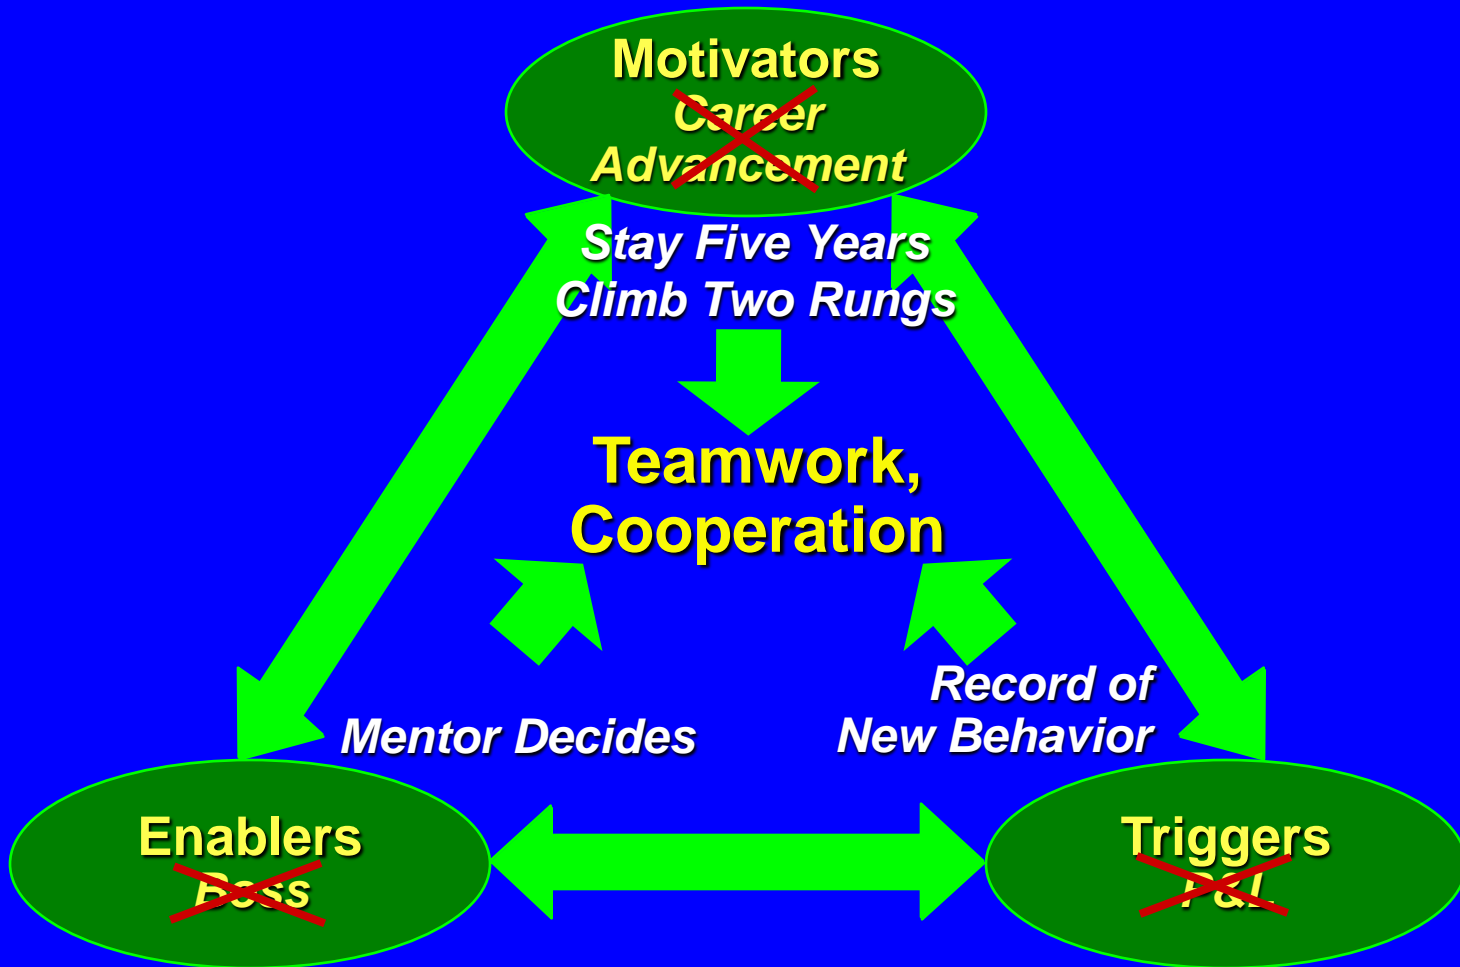 Motivators
Career
Advancement
Stay Five Years
Climb Two Rungs
Teamwork,
Cooperation
Record of
New Behavior
Mentor Decides
Enablers
Boss
Triggers
P&L